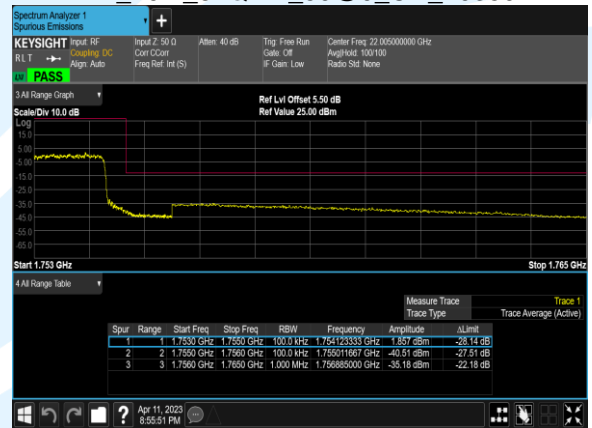 Spectrum Analyzer 1
Spurious Emissions
KEYSIGHT Input: RF
RLT Coupling: DC
Align: Auto
Input Z: 50 Ω
Corr CCorr
Freq Ref: Int (S)
Atten: 40 dB
Trig: Free Run
Gate: Off
IF Gain: Low
Center Freq: 22.005000000 GHz
Avg|Hold: 100/100
Radio Std: None
LV PASS
3 All Range Graph
Scale/Div 10.0 dB
Ref Lvl Offset 5.50 dB
Ref Value 25.00 dBm
Log
15.0
5.00
-5.00
-15.0
-25.0
-35.0
-45.0
-55.0
-65.0
Start 1.753 GHz
Stop 1.765 GHz
4 All Range Table
Measure Trace Trace 1
Trace Type Trace Average (Active)
Spur Range Start Freq Stop Freq RBW Frequency Amplitude ΔLimit
1 1 1.7530 GHz 1.7550 GHz 100.0 kHz 1.754123333 GHz 1.857 dBm -28.14 dB
2 2 1.7550 GHz 1.7560 GHz 100.0 kHz 1.755011667 GHz -40.51 dBm -27.51 dB
3 3 1.7560 GHz 1.7650 GHz 1.000 MHz 1.756885000 GHz -35.18 dBm -22.18 dB
Apr 11, 2023
8:55:51 PM